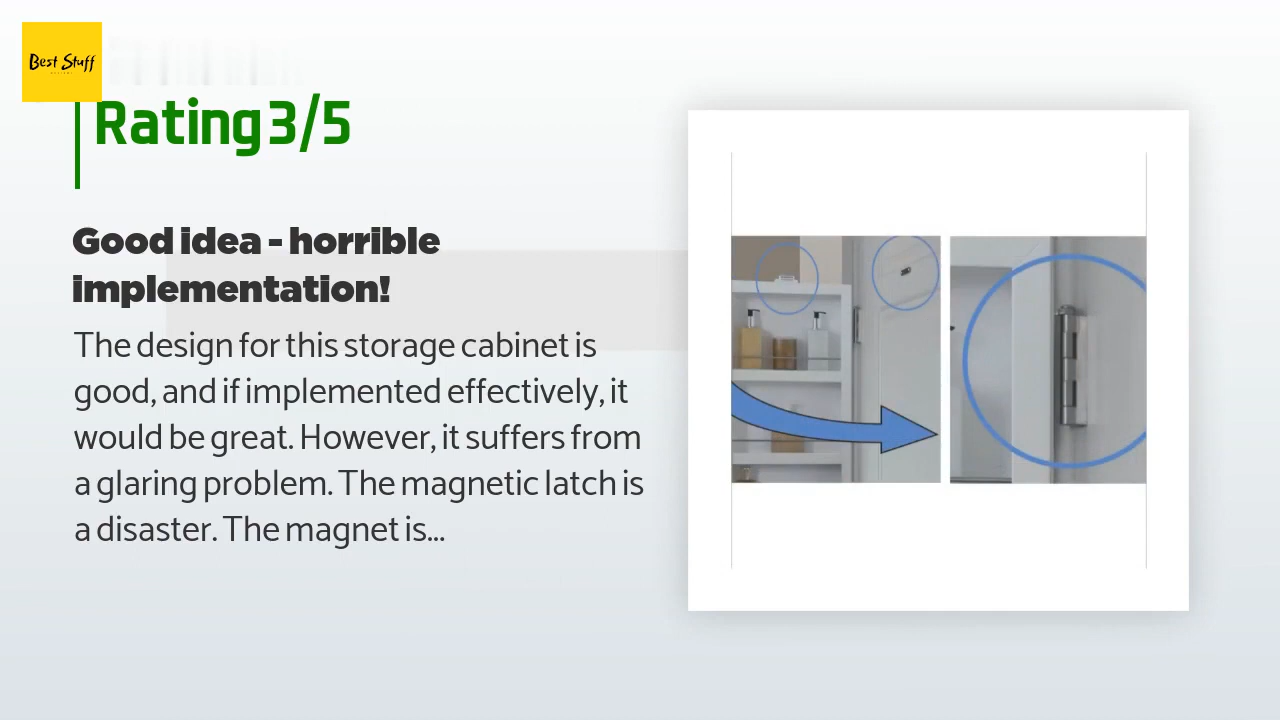 Best Stuff
Rating 3/5
Good idea - horrible
implementation!
The design for this storage cabinet is
good, and if implemented effectively, it
would be great. However, it suffers from
a glaring problem. The magnetic latch is
a disaster. The magnet is...